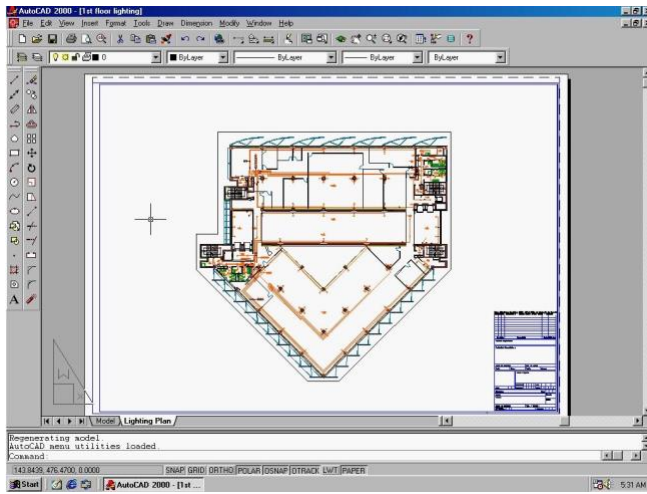 AutoCAD 2000 - [1st floor lighting]
File Edit View Insert Format Tools Draw Dimension Modify Window Help
0 ByLayer ByLayer ByLayer ByLayer
W
X
Model Lighting Plan
Regenerating model.
AutoCAD menu utilities loaded.
Command:
143.8439, 476.4700, 0.0000 SNAP GRID ORTHO POLAR OSNAP OTRACK LWT PAPER
Start AutoCAD 2000 - [1st ... 5:31 AM